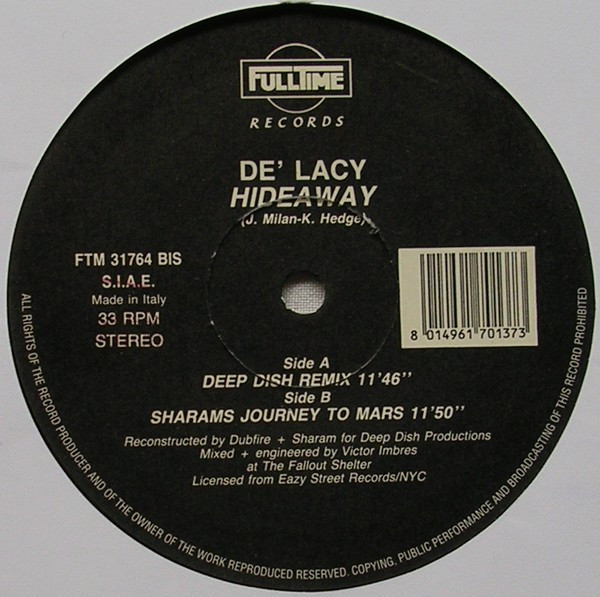 FULLTIME
RECORDS
DE' LACY
HIDEAWAY
(J. Milan-K. Hedge)
FTM 31764 BIS
S.I.A.E.
Made in Italy
33 RPM
STEREO
8 014961 701373
Side A
DEEP DISH REMIX 11'46''
Side B
SHARAMS JOURNEY TO MARS 11'50''
Reconstructed by Dubfire + Sharam for Deep Dish Productions
Mixed + engineered by Victor Imbres
at The Fallout Shelter
Licensed from Eazy Street Records/NYC
ALL RIGHTS OF THE RECORD PRODUCER AND OF THE OWNER OF THE WORK REPRODUCED RESERVED. COPYING, PUBLIC PERFORMANCE AND BROADCASTING OF THIS RECORD PROHIBITED